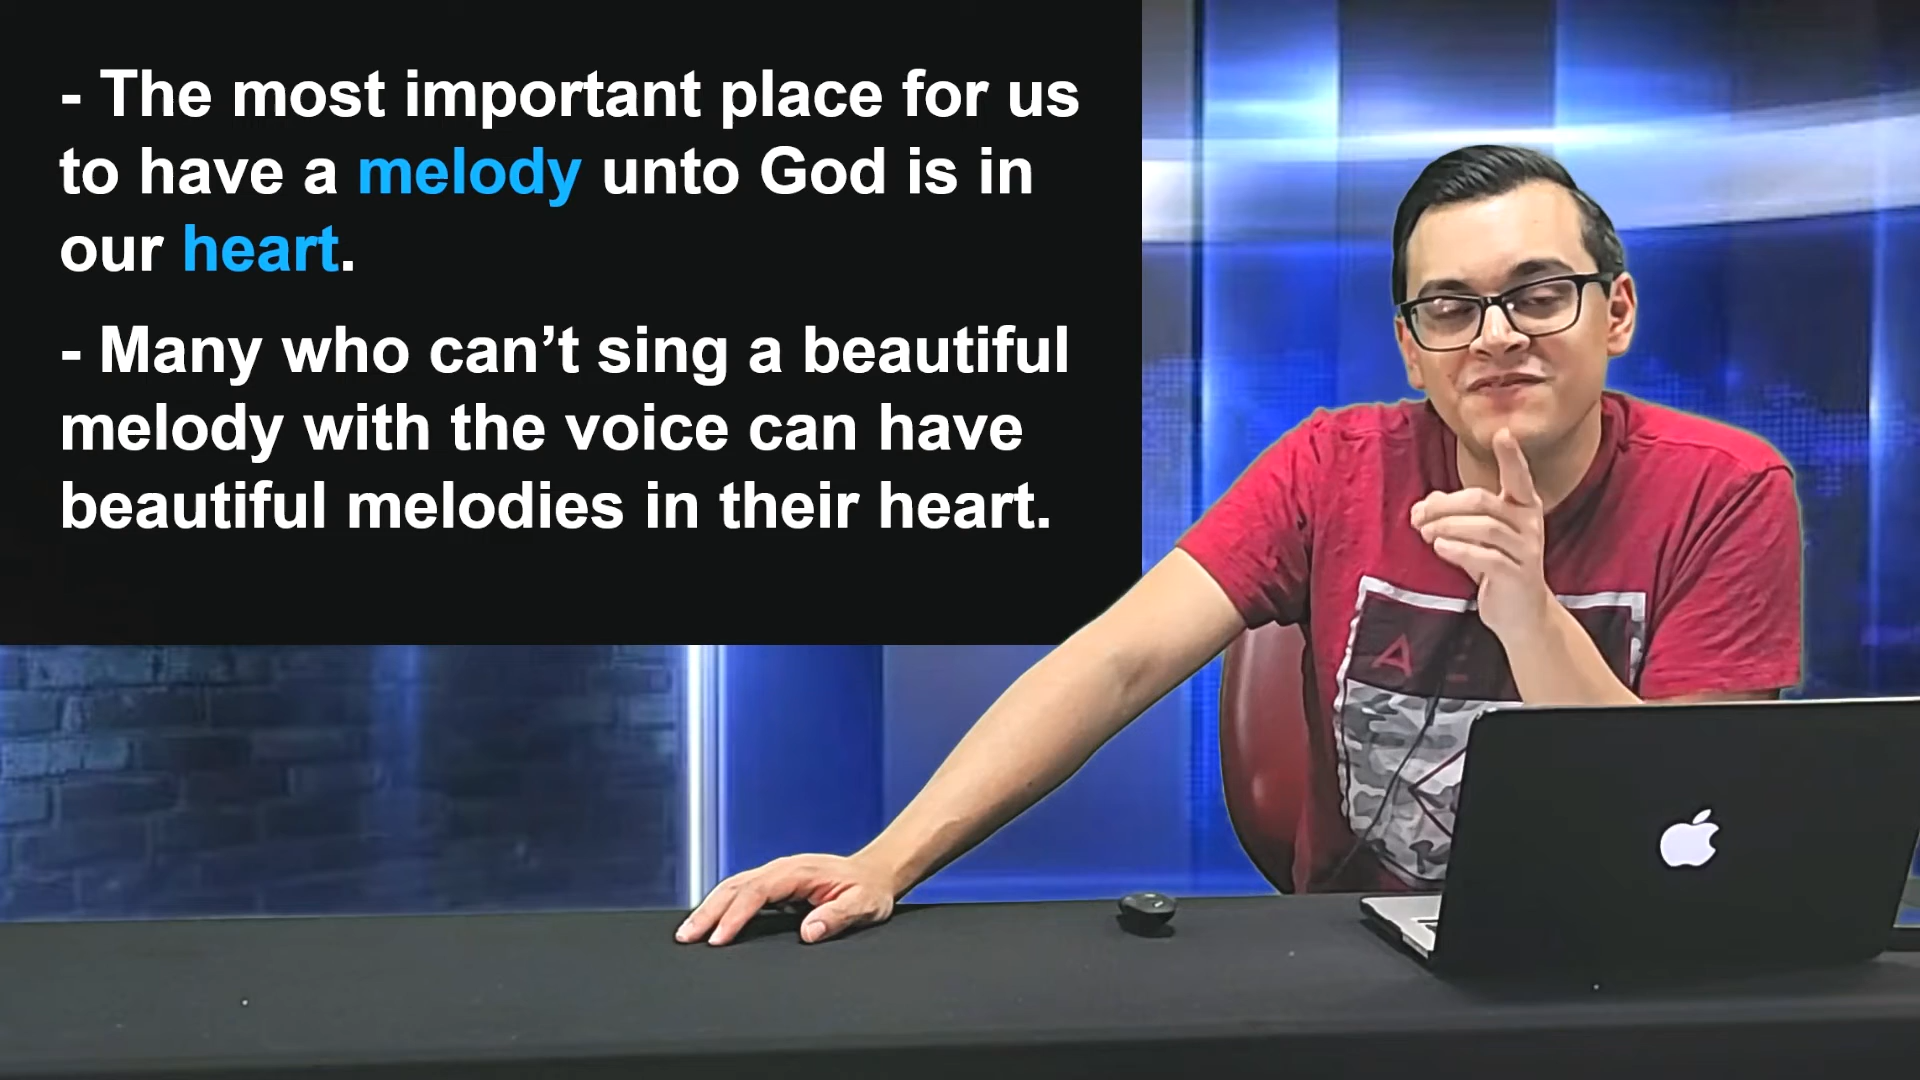 - The most important place for us
to have a melody unto God is in
our heart.
- Many who can’t sing a beautiful
melody with the voice can have
beautiful melodies in their heart.